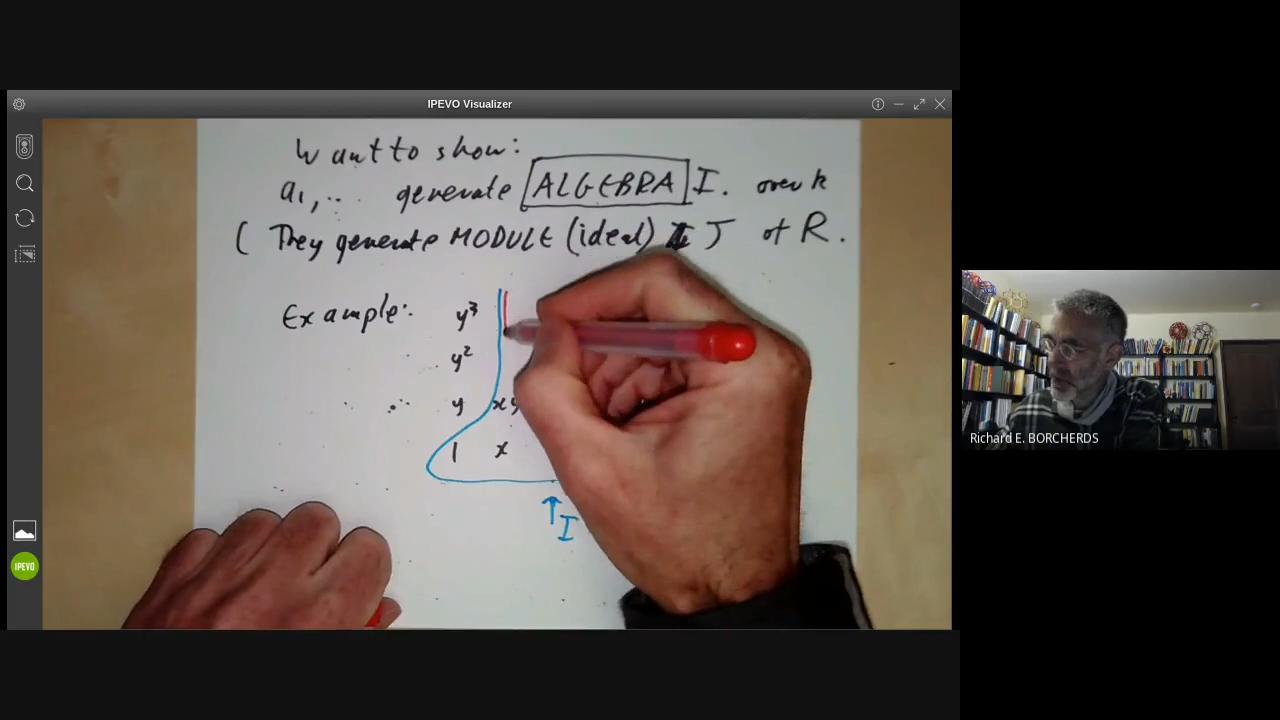 IPEVO Visualizer
Want to show:
a1,... generate ALGEBRA I. over k
( They generate MODULE (ideal) J of R.
Example: y³
y²
y
1 x
↑ I
IPEVO
Richard E. BORCHERDS